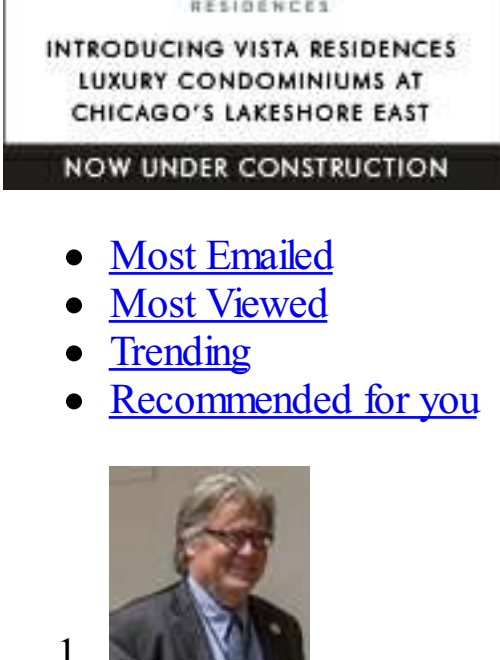 RESIDENCES
INTRODUCING VISTA RESIDENCES
LUXURY CONDOMINIUMS AT
CHICAGO'S LAKESHORE EAST
NOW UNDER CONSTRUCTION
Most Emailed
Most Viewed
Trending
Recommended for you
1.